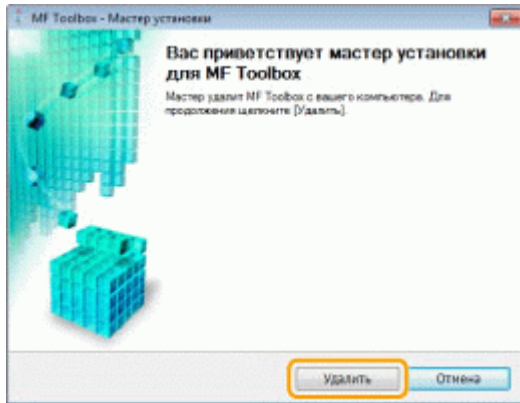 MF Toolbox - Мастер установки
Вас приветствует мастер установки
для MF Toolbox
Мастер удалит MF Toolbox с вашего компьютера. Для
продолжения щелкните [Удалить].
Удалить
Отмена